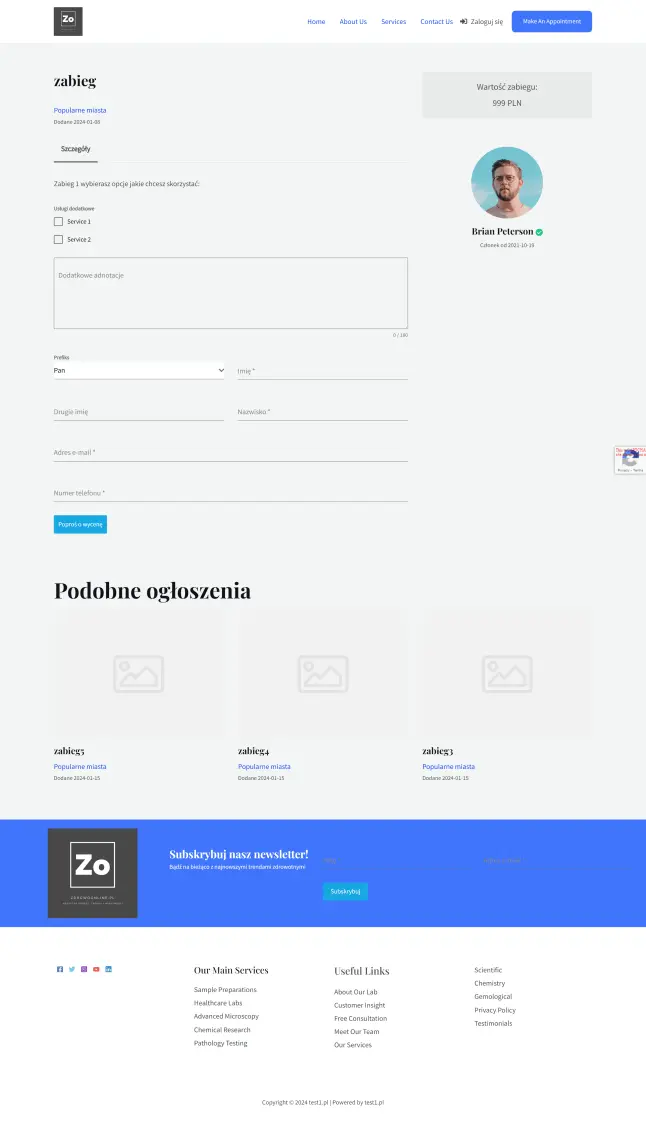 Zo
Home
About Us
Services
Contact Us
Zaloguj się
Make An Appointment
zabieg
Popularne miasta
Dodane 2024-01-08
Szczegóły
Zabieg 1 wybierasz opcje jakie chcesz skorzystać:
Usługi dodatkowe
Service 1
Service 2
Dodatkowe adnotacje
0 / 180
Prefiks
Pan
Imię *
Drugie imię
Nazwisko *
Adres e-mail *
Numer telefonu *
Poproś o wycenę
Wartość zabiegu:
999 PLN
Brian Peterson
Członek od 2021-10-19
Podobne ogłoszenia
zabieg5
Popularne miasta
Dodane 2024-01-15
zabieg4
Popularne miasta
Dodane 2024-01-15
zabieg3
Popularne miasta
Dodane 2024-01-15
Zo
ZDROWOONLINE.PL
Subskrybuj nasz newsletter!
Bądź na bieżąco z najnowszymi trendami zdrowotnymi
Subskrybuj
Our Main Services
Sample Preparations
Healthcare Labs
Advanced Microscopy
Chemical Research
Pathology Testing
Useful Links
About Our Lab
Customer Insight
Free Consultation
Meet Our Team
Our Services
Scientific
Chemistry
Gemological
Privacy Policy
Testimonials
Copyright © 2024 test1.pl | Powered by test1.pl